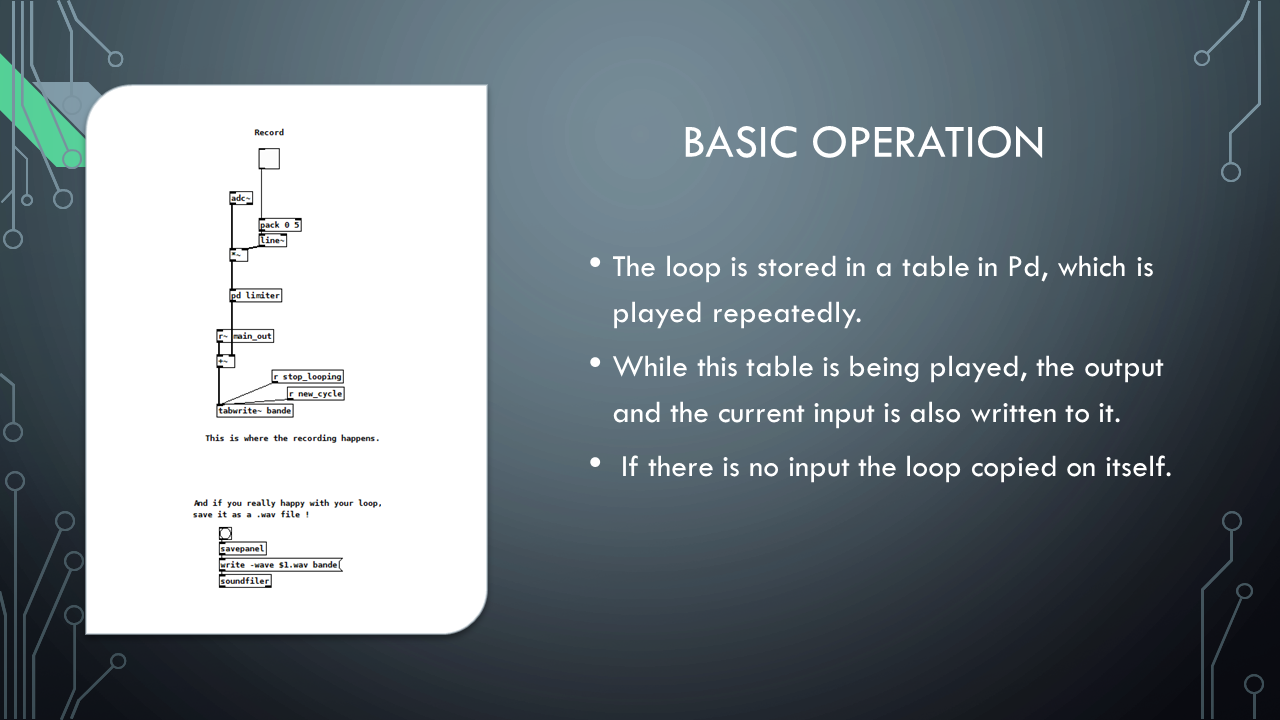 Record
adc~
pack 0 5
line~
*~
pd limiter
r~ main_out
+~
r stop_looping
r new_cycle
tabwrite~ bande
This is where the recording happens.
And if you really happy with your loop,
save it as a .wav file !
savepanel
write -wave $1.wav bande
soundfiler
BASIC OPERATION
• The loop is stored in a table in Pd, which is
played repeatedly.
• While this table is being played, the output
and the current input is also written to it.
• If there is no input the loop copied on itself.